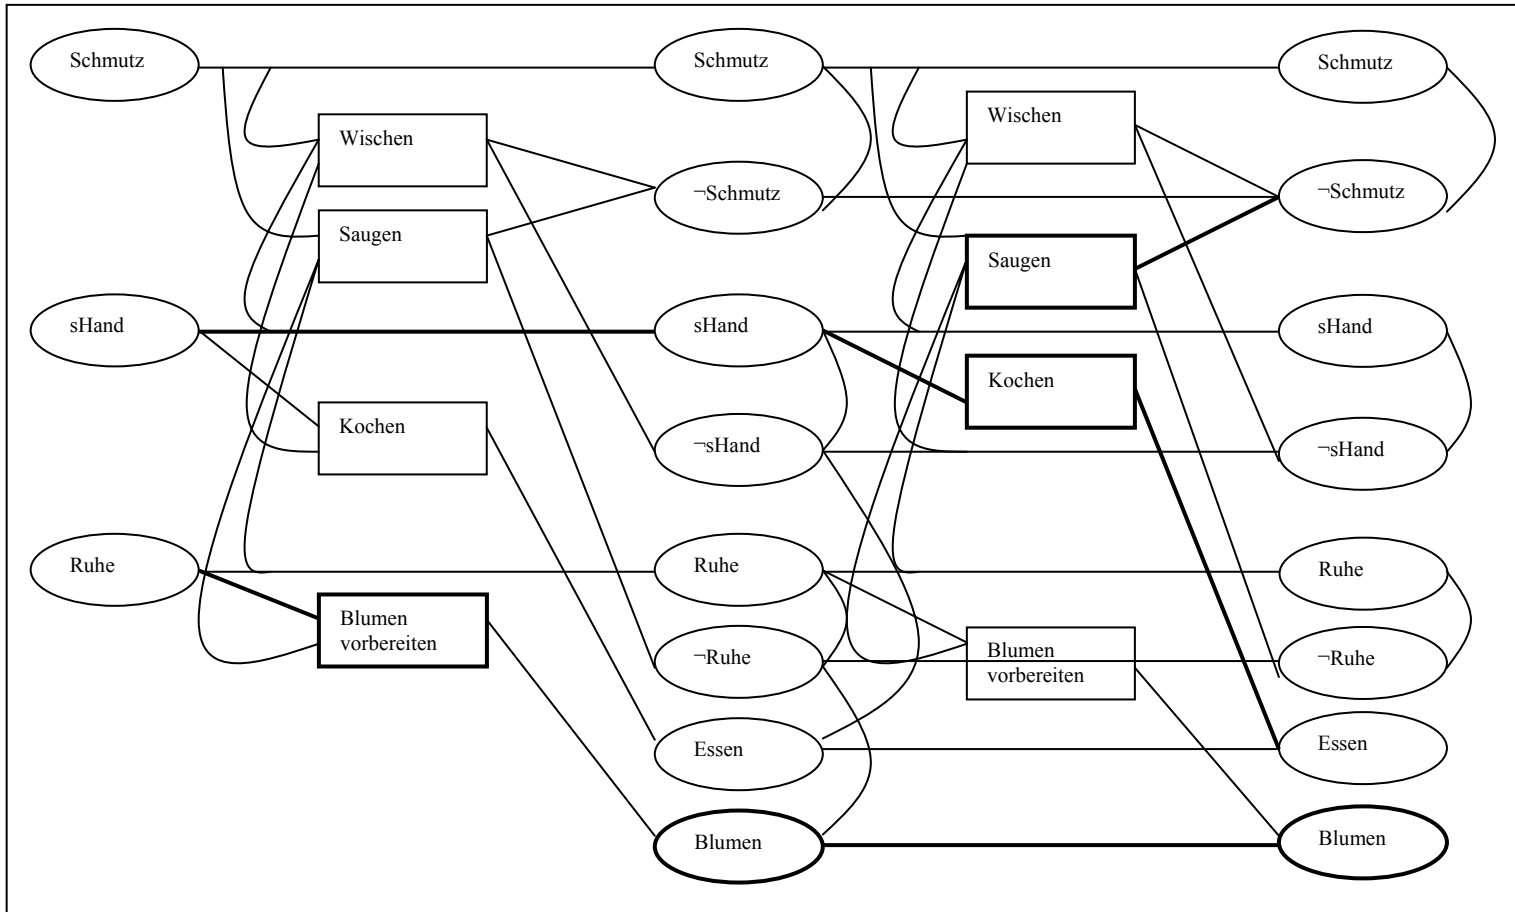 Schmutz
sHand
Ruhe
Wischen
Saugen
Kochen
Blumen
vorbereiten
Schmutz
¬Schmutz
sHand
¬sHand
Ruhe
¬Ruhe
Essen
Blumen
Wischen
Saugen
Kochen
Blumen
vorbereiten
Schmutz
¬Schmutz
sHand
¬sHand
Ruhe
¬Ruhe
Essen
Blumen